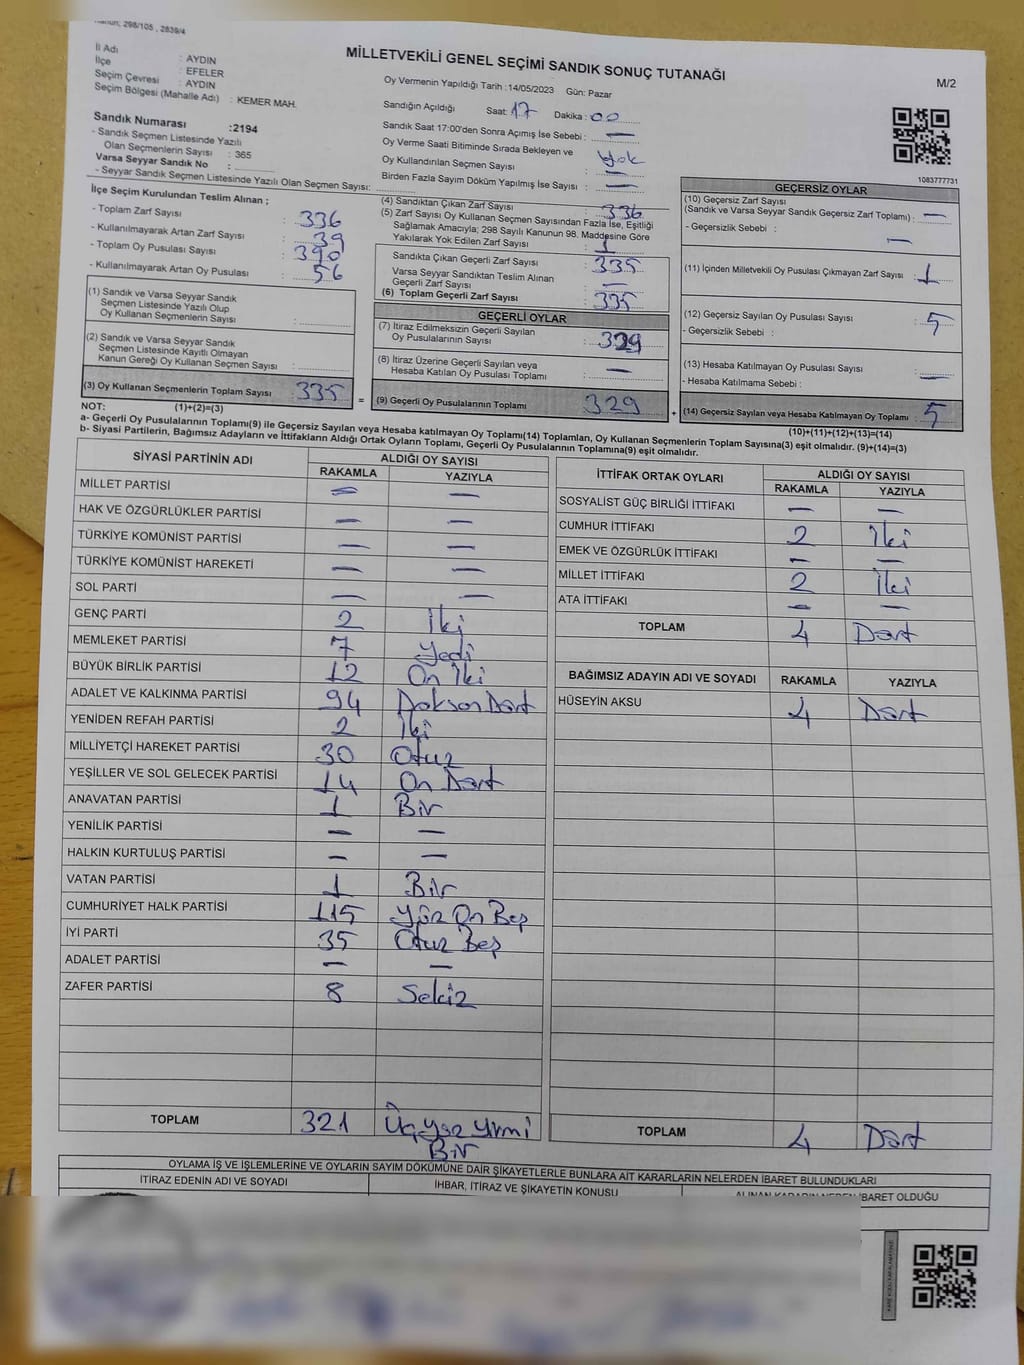 Kanun; 298/105 , 2839/4
MİLLETVEKİLİ GENEL SEÇİMİ SANDIK SONUÇ TUTANAĞI
M/2
İl Adı : AYDIN
İlçe : EFELER
Seçim Çevresi : AYDIN
Seçim Bölgesi (Mahalle Adı) : KEMER MAH.
Sandık Numarası :2194
- Sandık Seçmen Listesinde Yazılı
Olan Seçmenlerin Sayısı : 365
Varsa Seyyar Sandık No :
- Seyyar Sandık Seçmen Listesinde Yazılı Olan Seçmen Sayısı:
Oy Vermenin Yapıldığı Tarih :14/05/2023 Gün: Pazar
Sandığın Açıldığı Saat: 17 Dakika : 00
Sandık Saat 17:00'den Sonra Açımış İse Sebebi : —
Oy Verme Saati Bitiminde Sırada Bekleyen ve
Oy Kullandırılan Seçmen Sayısı : Yok
Birden Fazla Sayım Döküm Yapılmış İse Sayısı : —
1083777731
İlçe Seçim Kurulundan Teslim Alınan ;
- Toplam Zarf Sayısı : 336
- Kullanılmayarak Artan Zarf Sayısı : 39
- Toplam Oy Pusulası Sayısı : 390
- Kullanılmayarak Artan Oy Pusulası : 56
(1) Sandık ve Varsa Seyyar Sandık
Seçmen Listesinde Yazılı Olup
Oy Kullanan Seçmenlerin Sayısı :
(2) Sandık ve Varsa Seyyar Sandık
Seçmen Listesinde Kayıtlı Olmayan
Kanun Gereği Oy Kullanan Seçmen Sayısı :
(3) Oy Kullanan Seçmenlerin Toplam Sayısı : 335
(1)+(2)=(3)
(4) Sandıktan Çıkan Zarf Sayısı : 336
(5) Zarf Sayısı Oy Kullanan Seçmen Sayısından Fazla İse, Eşitliği
Sağlamak Amacıyla; 298 Sayılı Kanunun 98. Maddesine Göre
Yakılarak Yok Edilen Zarf Sayısı : 1
Sandıkta Çıkan Geçerli Zarf Sayısı : 335
Varsa Seyyar Sandıktan Teslim Alınan
Geçerli Zarf Sayısı : —
(6) Toplam Geçerli Zarf Sayısı : 335
GEÇERLİ OYLAR
(7) İtiraz Edilmeksizin Geçerli Sayılan
Oy Pusulalarının Sayısı : 329
(8) İtiraz Üzerine Geçerli Sayılan veya
Hesaba Katılan Oy Pusulası Toplamı : —
= (9) Geçerli Oy Pusulalarının Toplamı : 329
GEÇERSİZ OYLAR
(10) Geçersiz Zarf Sayısı
(Sandık ve Varsa Seyyar Sandık Geçersiz Zarf Toplamı) : —
- Geçersizlik Sebebi : —
(11) İçinden Milletvekili Oy Pusulası Çıkmayan Zarf Sayısı : 1
(12) Geçersiz Sayılan Oy Pusulası Sayısı : 5
- Geçersizlik Sebebi :
(13) Hesaba Katılmayan Oy Pusulası Sayısı : —
- Hesaba Katılmama Sebebi :
+ (14) Geçersiz Sayılan veya Hesaba Katılmayan Oy Toplamı : 5
(10)+(11)+(12)+(13)=(14)
NOT:
a- Geçerli Oy Pusulalarının Toplamı(9) ile Geçersiz Sayılan veya Hesaba katılmayan Oy Toplamı(14) Toplamları, Oy Kullanan Seçmenlerin Toplam Sayısına(3) eşit olmalıdır. (9)+(14)=(3)
b- Siyasi Partilerin, Bağımsız Adayların ve İttifakların Aldığı Ortak Oyların Toplamı, Geçerli Oy Pusulalarının Toplamına(9) eşit olmalıdır.
SİYASİ PARTİNİN ADI ALDIĞI OY SAYISI
RAKAMLA YAZIYLA
MİLLET PARTİSİ — —
HAK VE ÖZGÜRLÜKLER PARTİSİ — —
TÜRKİYE KOMÜNİST PARTİSİ — —
TÜRKİYE KOMÜNİST HAREKETİ — —
SOL PARTİ — —
GENÇ PARTİ 2 İki
MEMLEKET PARTİSİ 7 Yedi
BÜYÜK BİRLİK PARTİSİ 12 On İki
ADALET VE KALKINMA PARTİSİ 94 Doksan Dört
YENİDEN REFAH PARTİSİ 2 İki
MİLLİYETÇİ HAREKET PARTİSİ 30 Otuz
YEŞİLLER VE SOL GELECEK PARTİSİ 14 On Dört
ANAVATAN PARTİSİ 1 Bir
YENİLİK PARTİSİ — —
HALKIN KURTULUŞ PARTİSİ — —
VATAN PARTİSİ 1 Bir
CUMHURİYET HALK PARTİSİ 115 Yüz On Beş
İYİ PARTİ 35 Otuz Beş
ADALET PARTİSİ — —
ZAFER PARTİSİ 8 Sekiz
TOPLAM 321 Üç yüz yirmi
Bir
İTTİFAK ORTAK OYLARI ALDIĞI OY SAYISI
RAKAMLA YAZIYLA
SOSYALİST GÜÇ BİRLİĞİ İTTİFAKI — —
CUMHUR İTTİFAKI 2 İki
EMEK VE ÖZGÜRLÜK İTTİFAKI — —
MİLLET İTTİFAKI 2 İki
ATA İTTİFAKI — —
TOPLAM 4 Dört
BAĞIMSIZ ADAYIN ADI VE SOYADI RAKAMLA YAZIYLA
HÜSEYİN AKSU 4 Dört
TOPLAM 4 Dört
OYLAMA İŞ VE İŞLEMLERİNE VE OYLARIN SAYIM DÖKÜMÜNE DAİR ŞİKAYETLERLE BUNLARA AİT KARARLARIN NELERDEN İBARET BULUNDUKLARI
İTİRAZ EDENİN ADI VE SOYADI İHBAR, İTİRAZ VE ŞİKAYETİN KONUSU ALINAN KARARIN NEDEN İBARET OLDUĞU